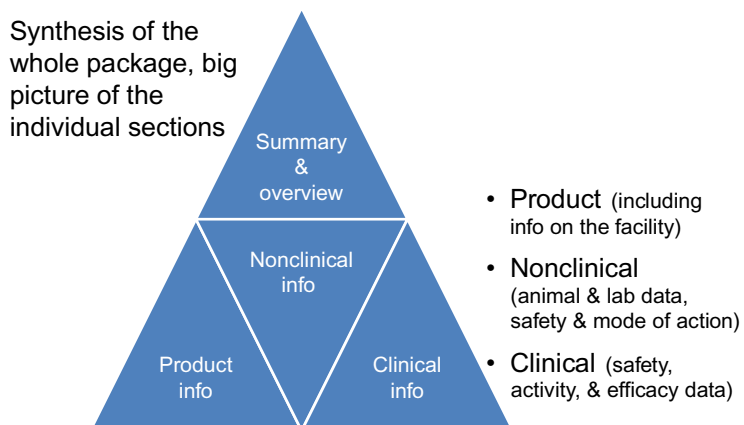 Synthesis of the
whole package, big
picture of the
individual sections
Summary
&
overview
Nonclinical
info
Product
info
Clinical
info
• Product (including
info on the facility)
• Nonclinical
(animal & lab data,
safety & mode of action)
• Clinical (safety,
activity, & efficacy data)